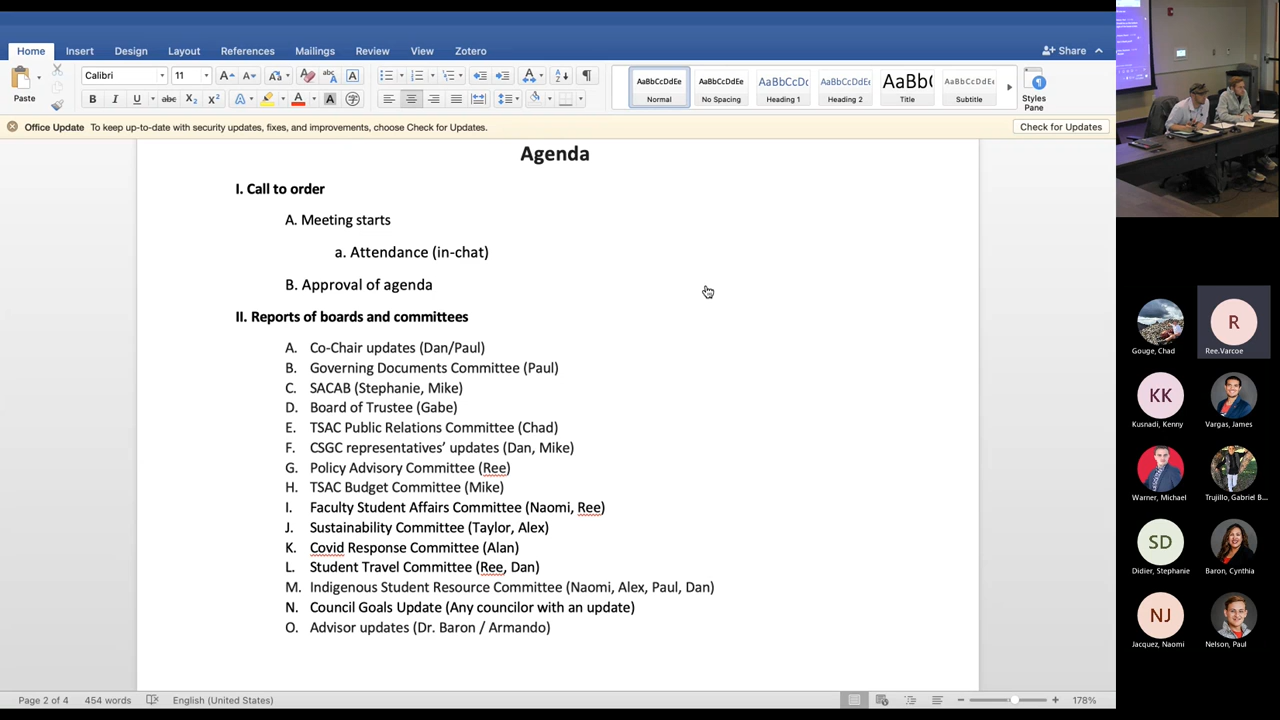 Home Insert Design Layout References Mailings Review View Zotero Share
Paste
Calibri 11
AaBbCcDdEe AaBbCcDdEe AaBbCcDc AaBbCcDdEe AaBb( AaBbCcDdEe
Normal No Spacing Heading 1 Heading 2 Title Subtitle
Styles
Pane
Office Update To keep up-to-date with security updates, fixes, and improvements, choose Check for Updates.
Check for Updates
Agenda
I. Call to order
A. Meeting starts
a. Attendance (in-chat)
B. Approval of agenda
II. Reports of boards and committees
A. Co-Chair updates (Dan/Paul)
B. Governing Documents Committee (Paul)
C. SACAB (Stephanie, Mike)
D. Board of Trustee (Gabe)
E. TSAC Public Relations Committee (Chad)
F. CSGC representatives’ updates (Dan, Mike)
G. Policy Advisory Committee (Ree)
H. TSAC Budget Committee (Mike)
I. Faculty Student Affairs Committee (Naomi, Ree)
J. Sustainability Committee (Taylor, Alex)
K. Covid Response Committee (Alan)
L. Student Travel Committee (Ree, Dan)
M. Indigenous Student Resource Committee (Naomi, Alex, Paul, Dan)
N. Council Goals Update (Any councilor with an update)
O. Advisor updates (Dr. Baron / Armando)
Page 2 of 4 454 words English (United States) 178%
R
Gouge, Chad Ree.Varcoe
KK
Kusnadi, Kenny Vargas, James
Warner, Michael Trujillo, Gabriel B...
SD
Didier, Stephanie Baron, Cynthia
NJ
Jacquez, Naomi Nelson, Paul